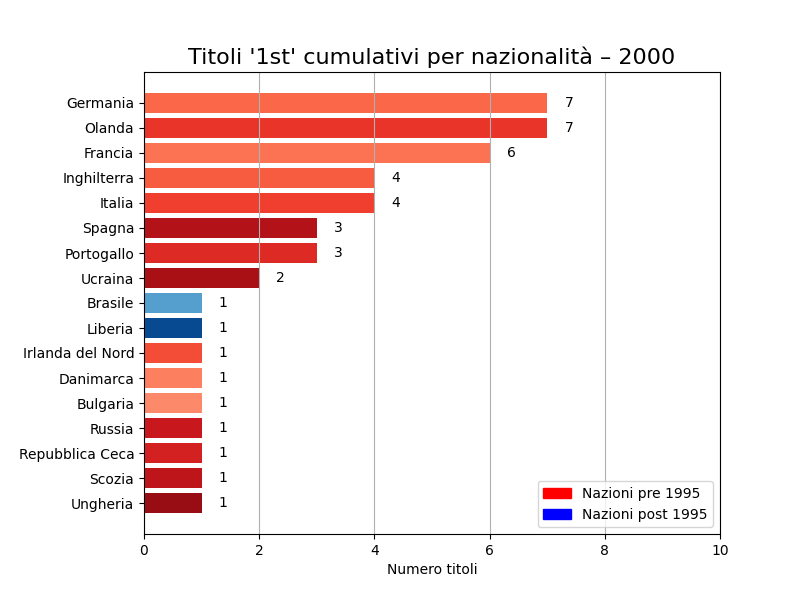 Titoli '1st' cumulativi per nazionalità – 2000
Germania 7
Olanda 7
Francia 6
Inghilterra 4
Italia 4
Spagna 3
Portogallo 3
Ucraina 2
Brasile 1
Liberia 1
Irlanda del Nord 1
Danimarca 1
Bulgaria 1
Russia 1
Repubblica Ceca 1
Scozia 1
Ungheria 1
Nazioni pre 1995
Nazioni post 1995
0 2 4 6 8 10
Numero titoli